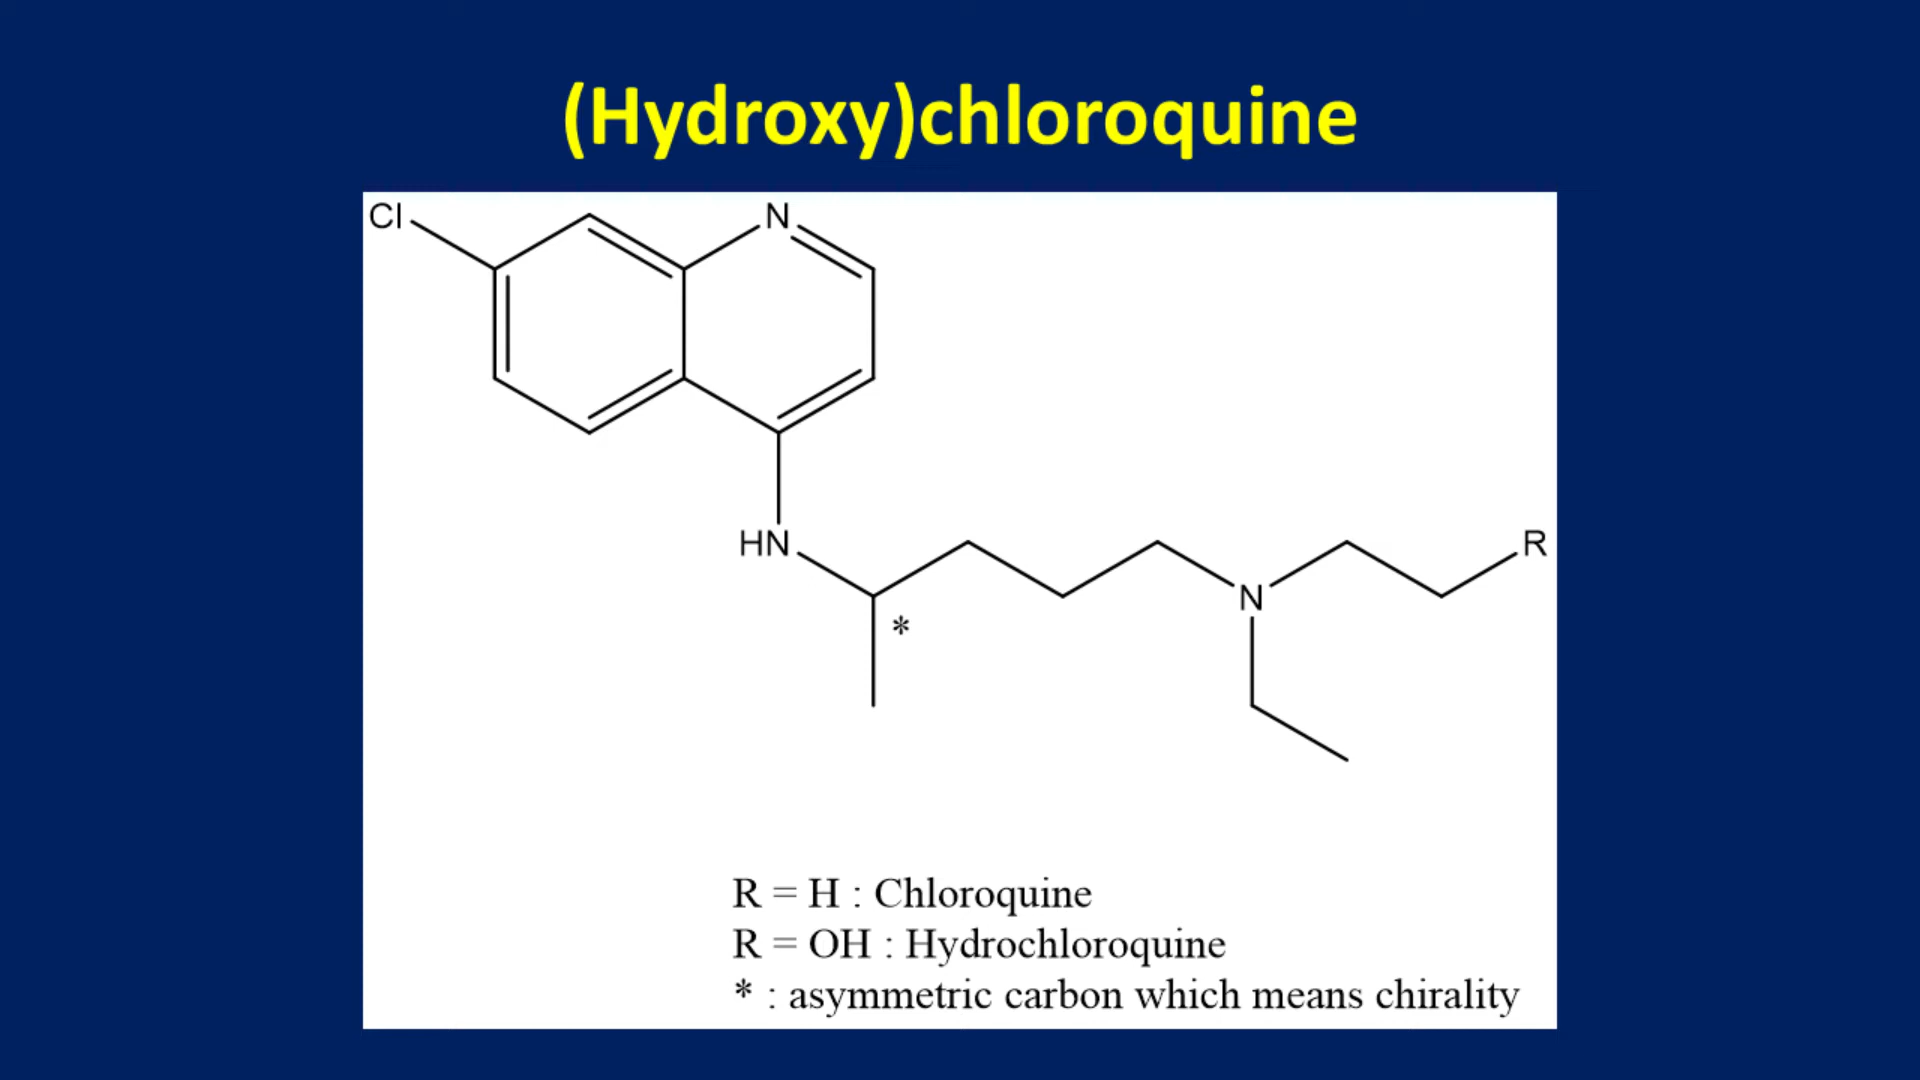 (Hydroxy)chloroquine
Cl
N
HN
R
N
*
R = H : Chloroquine
R = OH : Hydrochloroquine
* : asymmetric carbon which means chirality